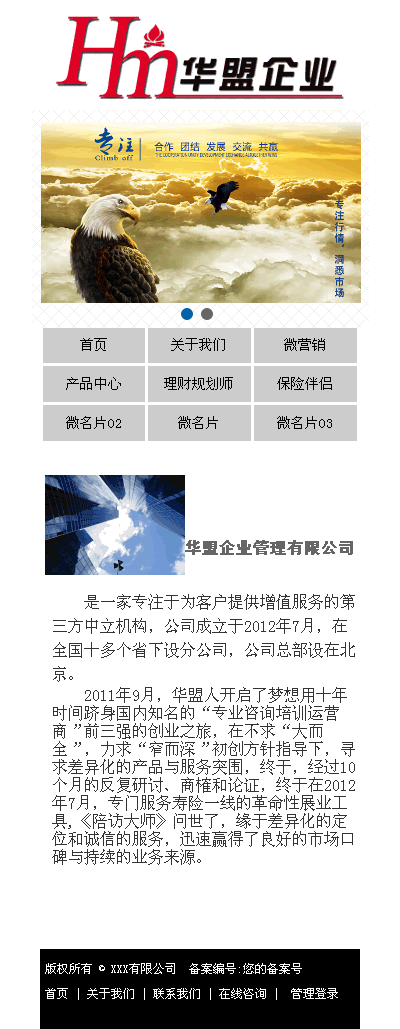 Hm华盟企业
专注
Climb off
合作 团结 发展 交流 共赢
THE COOPERATION UNITY DEVELOPMENT EXCHANGE ALTOGETHER WINS
专注行情，洞悉市场
首页 关于我们 微营销
产品中心 理财规划师 保险伴侣
微名片02 微名片 微名片03
华盟企业管理有限公司
是一家专注于为客户提供增值服务的第
三方中立机构，公司成立于2012年7月，在
全国十多个省下设分公司，公司总部设在北
京。
2011年9月，华盟人开启了梦想用十年
时间跻身国内知名的“专业咨询培训运营
商 ”前三强的创业之旅，在不求“大而
全 ”，力求“窄而深 ”初创方针指导下，寻
求差异化的产品与服务突围，终于，经过10
个月的反复研讨、商榷和论证，终于在2012
年7月，专门服务寿险一线的革命性展业工
具，《陪访大师》问世了，缘于差异化的定
位和诚信的服务，迅速赢得了良好的市场口
碑与持续的业务来源。
版权所有 © XXX有限公司 备案编号:您的备案号
首页 | 关于我们 | 联系我们 | 在线咨询 | 管理登录